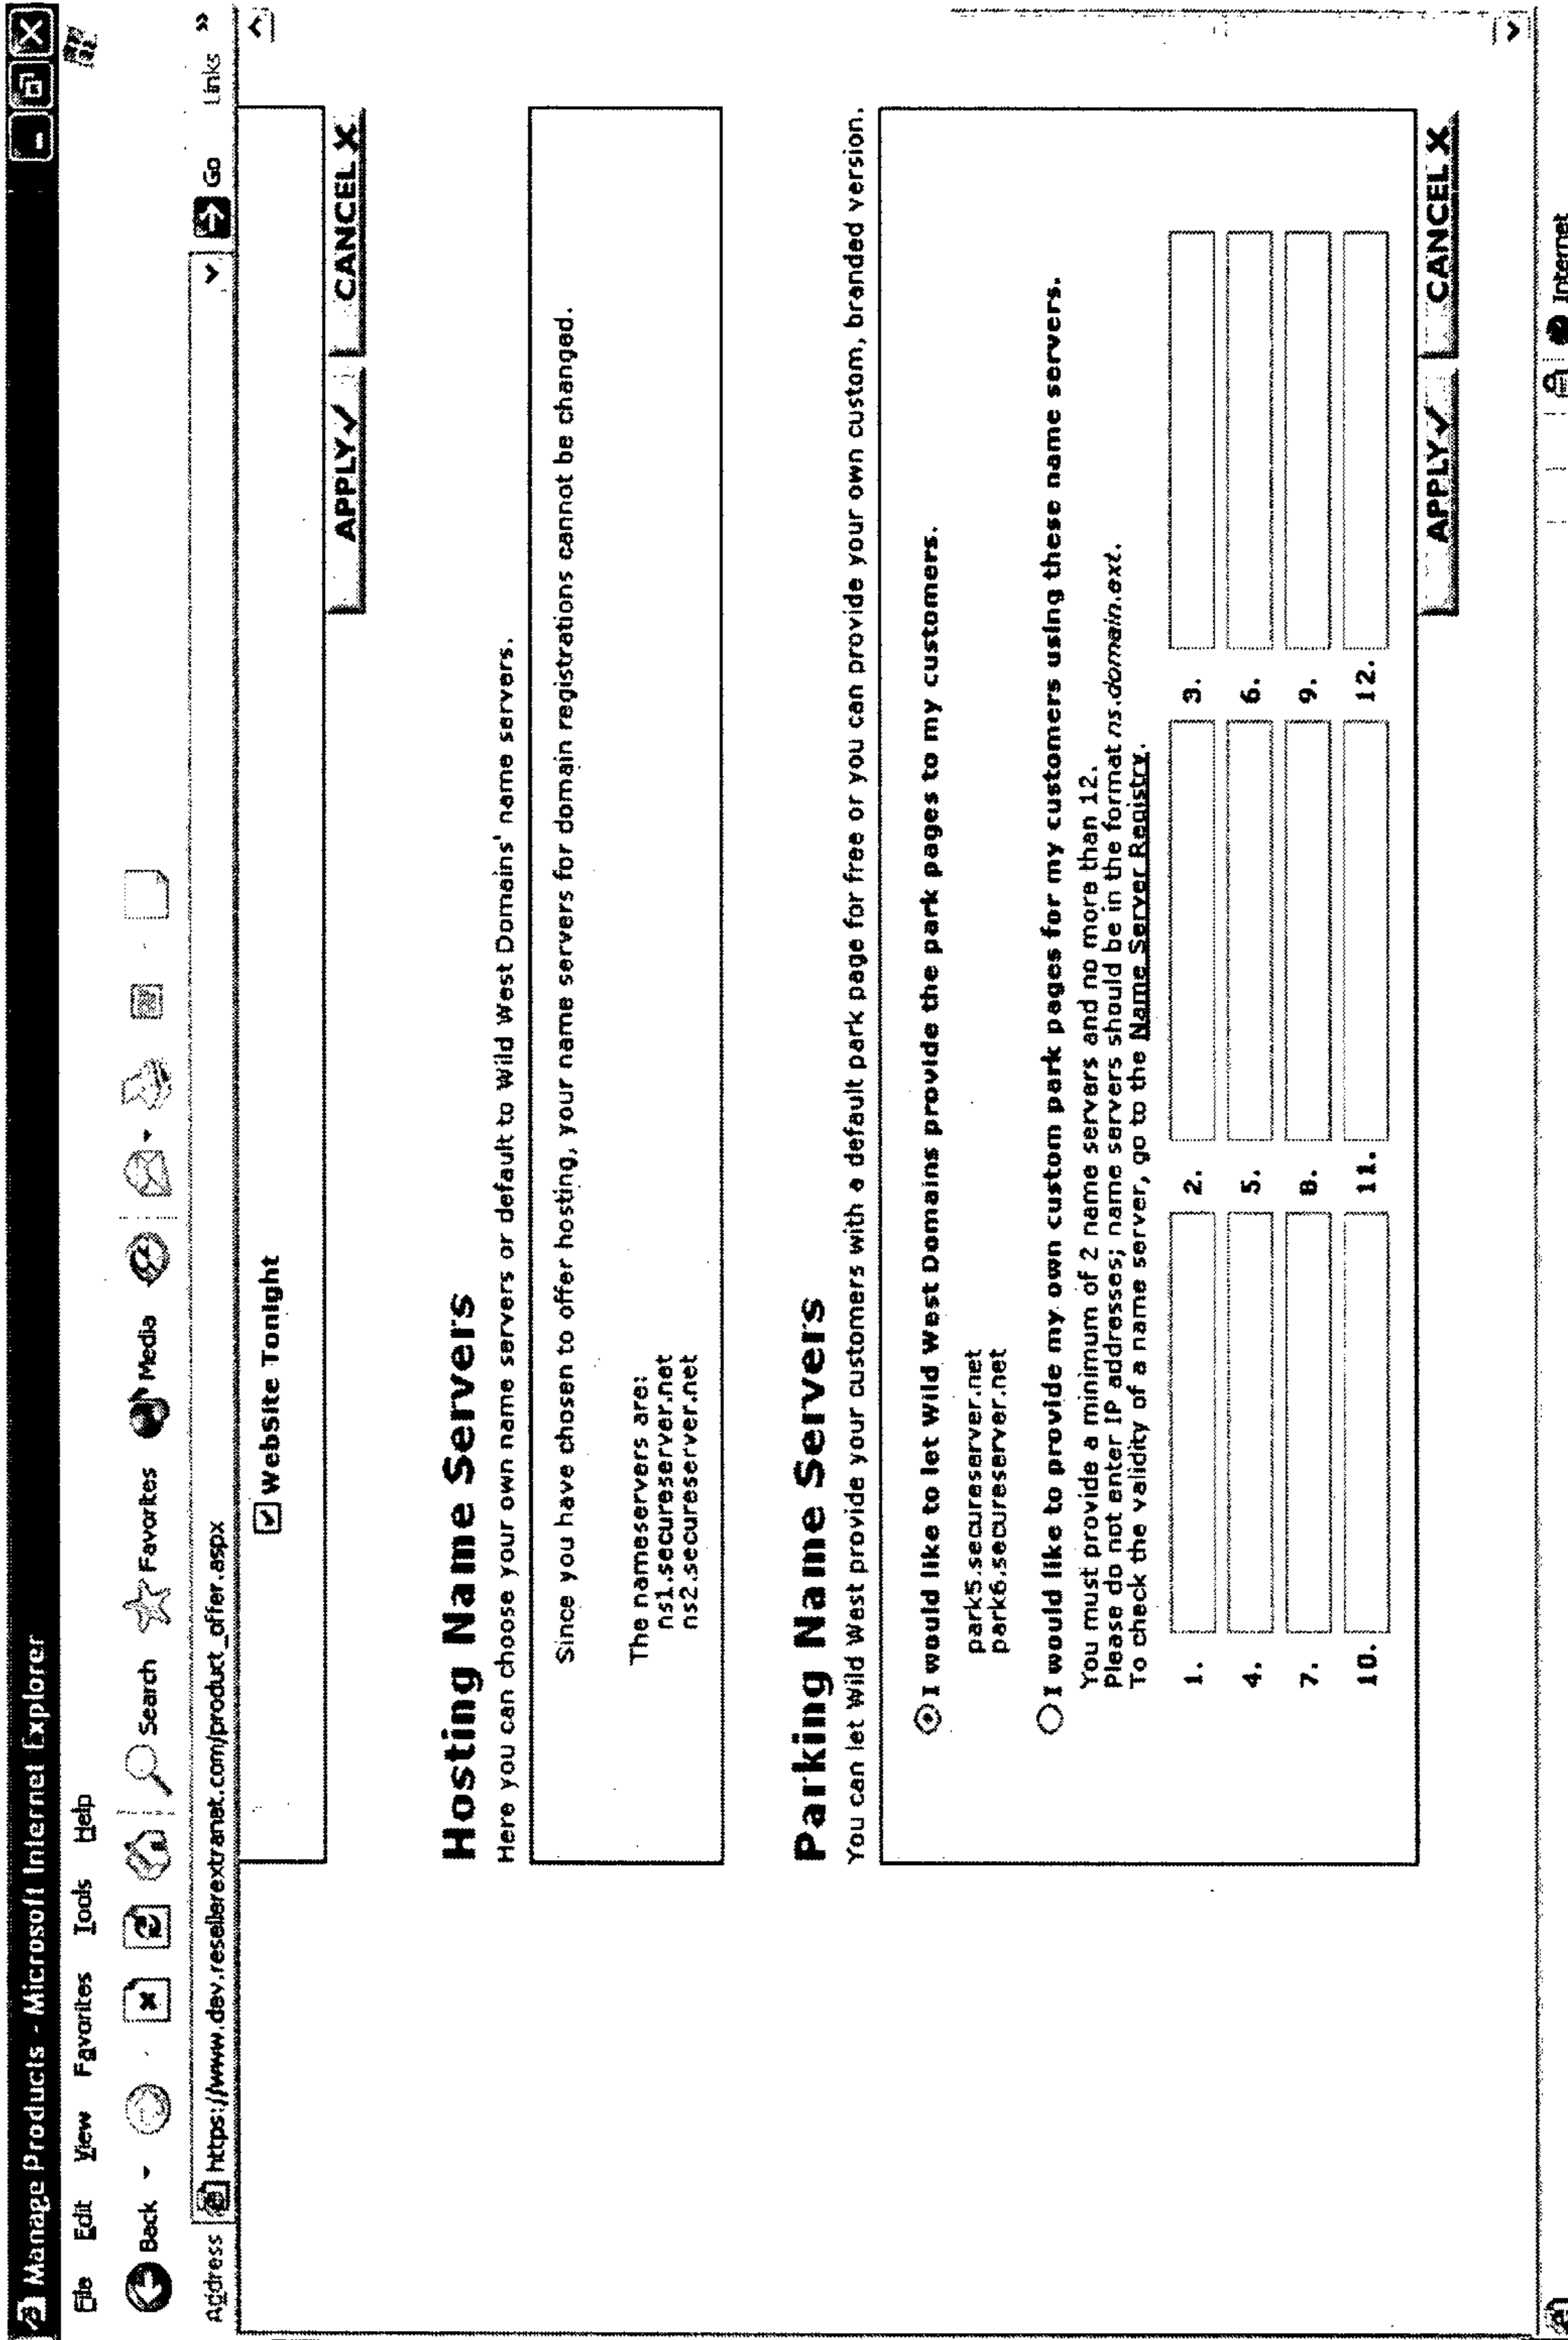 Manage Products - Microsoft Internet Explorer
File Edit View Favorites Tools Help
Back Search Favorites Media
Address https://www.dev.resellerextranet.com/product_offer.aspx Go Links »
WebSite Tonight
APPLY CANCEL X
Hosting Name Servers
Here you can choose your own name servers or default to Wild West Domains' name servers.
Since you have chosen to offer hosting, your name servers for domain registrations cannot be changed.
The nameservers are:
ns1.secureserver.net
ns2.secureserver.net
Parking Name Servers
You can let Wild West provide your customers with a default park page for free or you can provide your own custom, branded version.
I would like to let Wild West Domains provide the park pages to my customers.
park5.secureserver.net
park6.secureserver.net
I would like to provide my own custom park pages for my customers using these name servers.
You must provide a minimum of 2 name servers and no more than 12.
Please do not enter IP addresses; name servers should be in the format ns.domain.ext.
To check the validity of a name server, go to the Name Server Registry.
1. 2. 3.
4. 5. 6.
7. 8. 9.
10. 11. 12.
APPLY CANCEL X
Internet